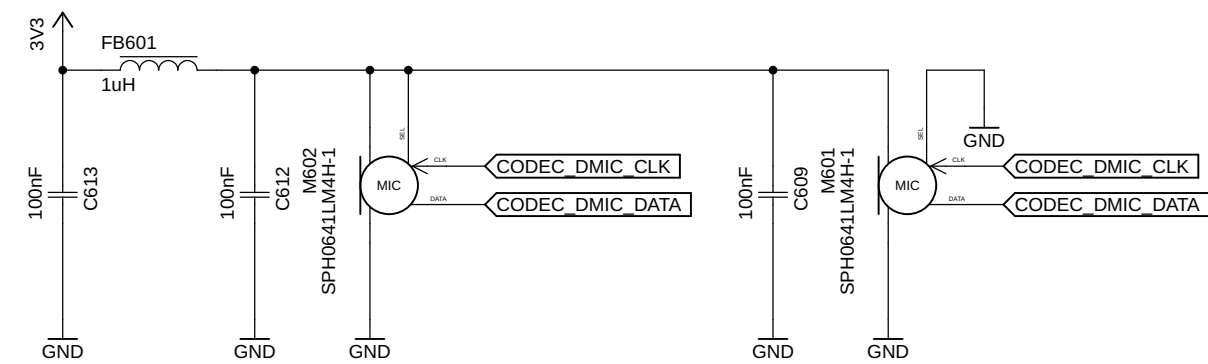 3V3
FB601
1uH
100nF
C613
100nF
C612
M602
SPH0641LM4H-1
SEL
MIC
CLK
CODEC_DMIC_CLK
DATA
CODEC_DMIC_DATA
100nF
C609
M601
SPH0641LM4H-1
SEL
GND
MIC
CLK
CODEC_DMIC_CLK
DATA
CODEC_DMIC_DATA
GND
GND
GND
GND
GND